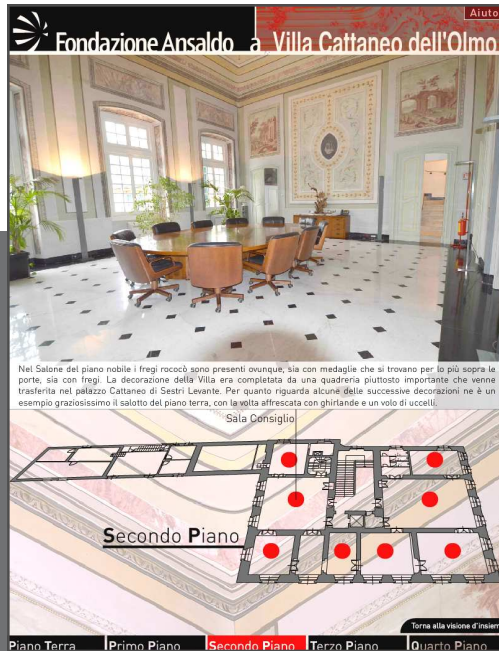 Aiuto
Fondazione Ansaldo a Villa Cattaneo dell'Olmo
Nel Salone del piano nobile i fregi rococò sono presenti ovunque, sia con medaglie che si trovano per lo più sopra le
porte, sia con fregi. La decorazione della Villa era completata da una quadreria piuttosto importante che venne
trasferita nel palazzo Cattaneo di Sestri Levante. Per quanto riguarda alcune delle successive decorazioni ne è un
esempio graziosissimo il salotto del piano terra, con la volta affrescata con ghirlande e un volo di uccelli.
Sala Consiglio
Secondo Piano
Torna alla visione d'insiem
Piano Terra Primo Piano Secondo Piano Terzo Piano Quarto Piano